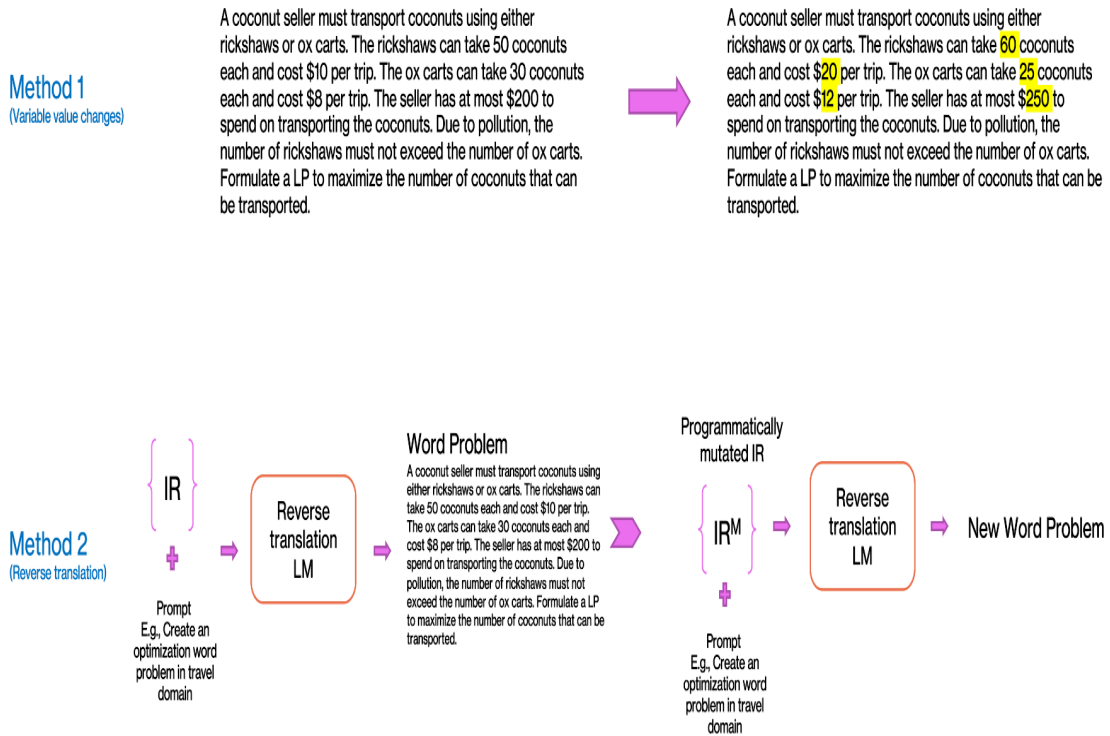 Method 1
(Variable value changes)
A coconut seller must transport coconuts using either
rickshaws or ox carts. The rickshaws can take 50 coconuts
each and cost $10 per trip. The ox carts can take 30 coconuts
each and cost $8 per trip. The seller has at most $200 to
spend on transporting the coconuts. Due to pollution, the
number of rickshaws must not exceed the number of ox carts.
Formulate a LP to maximize the number of coconuts that can
be transported.
A coconut seller must transport coconuts using either
rickshaws or ox carts. The rickshaws can take 60 coconuts
each and cost $20 per trip. The ox carts can take 25 coconuts
each and cost $12 per trip. The seller has at most $250 to
spend on transporting the coconuts. Due to pollution, the
number of rickshaws must not exceed the number of ox carts.
Formulate a LP to maximize the number of coconuts that can be
transported.
Method 2
(Reverse translation)
IR
Prompt
E.g., Create an
optimization word
problem in travel
domain
Reverse
translation
LM
Word Problem
A coconut seller must transport coconuts using
either rickshaws or ox carts. The rickshaws can
take 50 coconuts each and cost $10 per trip.
The ox carts can take 30 coconuts each and
cost $8 per trip. The seller has at most $200 to
spend on transporting the coconuts. Due to
pollution, the number of rickshaws must not
exceed the number of ox carts. Formulate a LP
to maximize the number of coconuts that can be
transported.
Programmatically
mutated IR
IRᴹ
Prompt
E.g., Create an
optimization word
problem in travel
domain
Reverse
translation
LM
New Word Problem